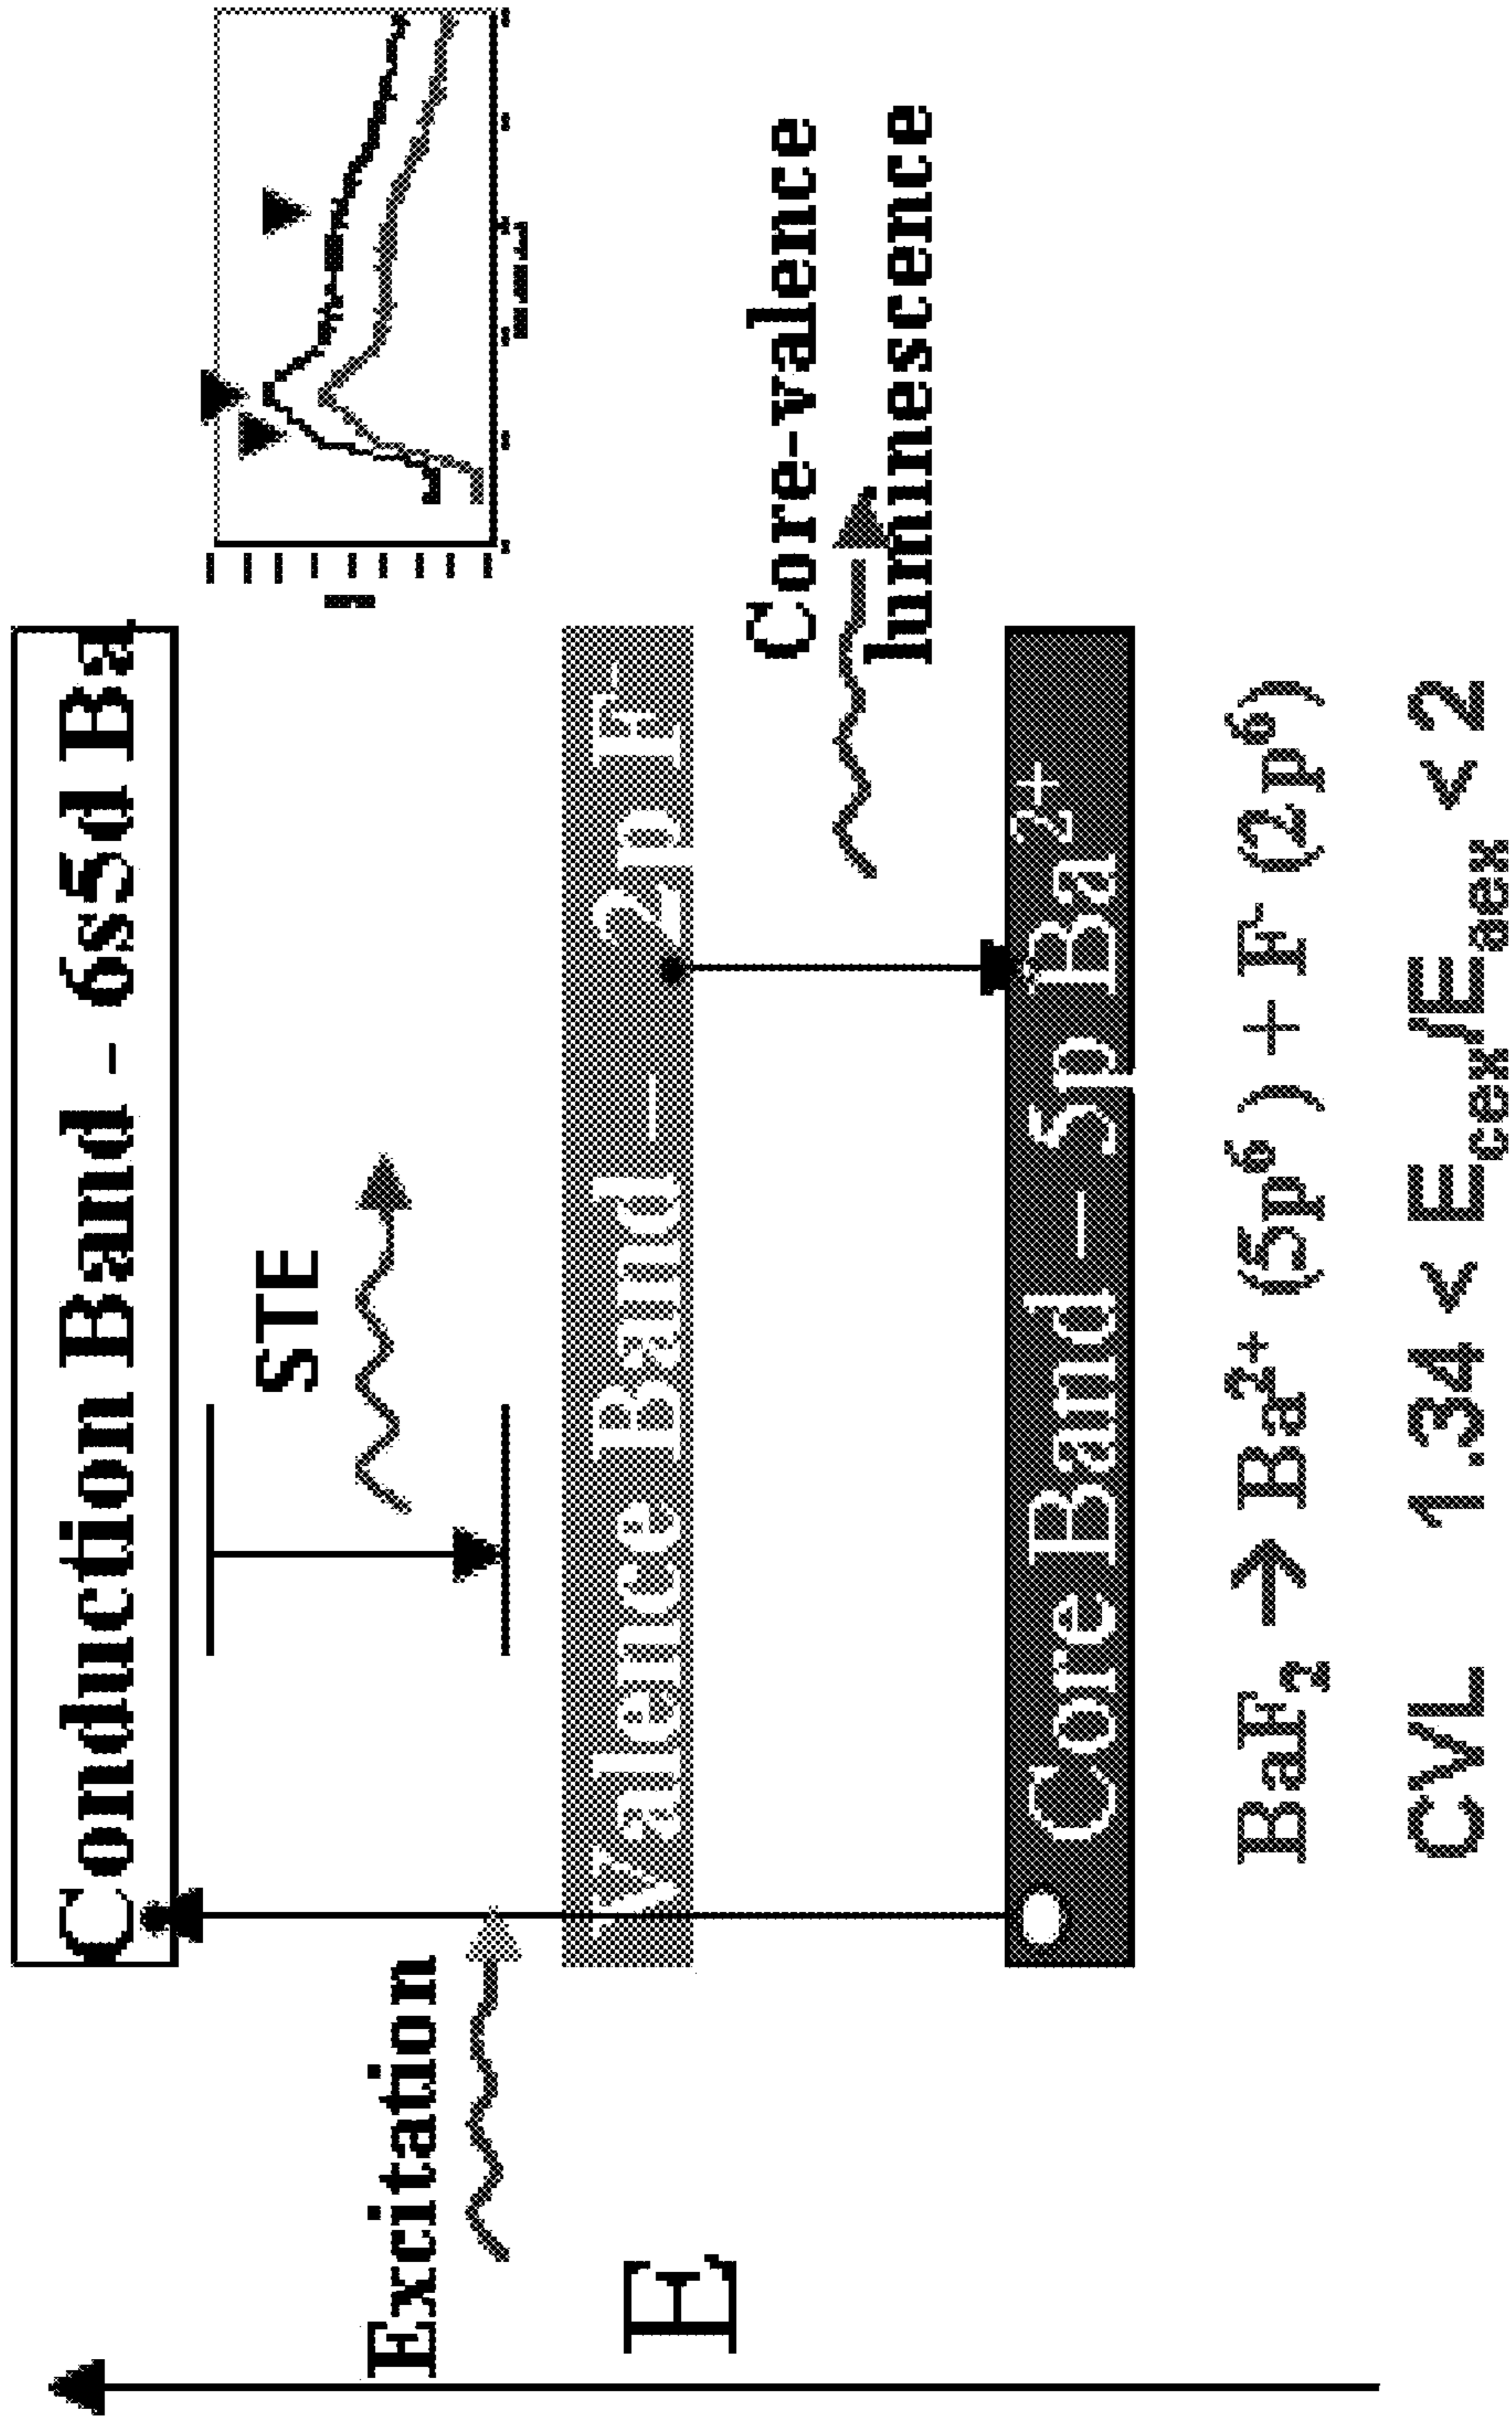 Conduction Band - 6s5d Ba
STE
Excitation
E
Valence Band – 2p F⁻
Core-valence
luminescence
Core Band – 5p Ba²⁺
BaF₂ → Ba²⁺ (5p⁶) + F⁻ (2p⁶)
CVL 1.34 < E_cex/E_aex < 2